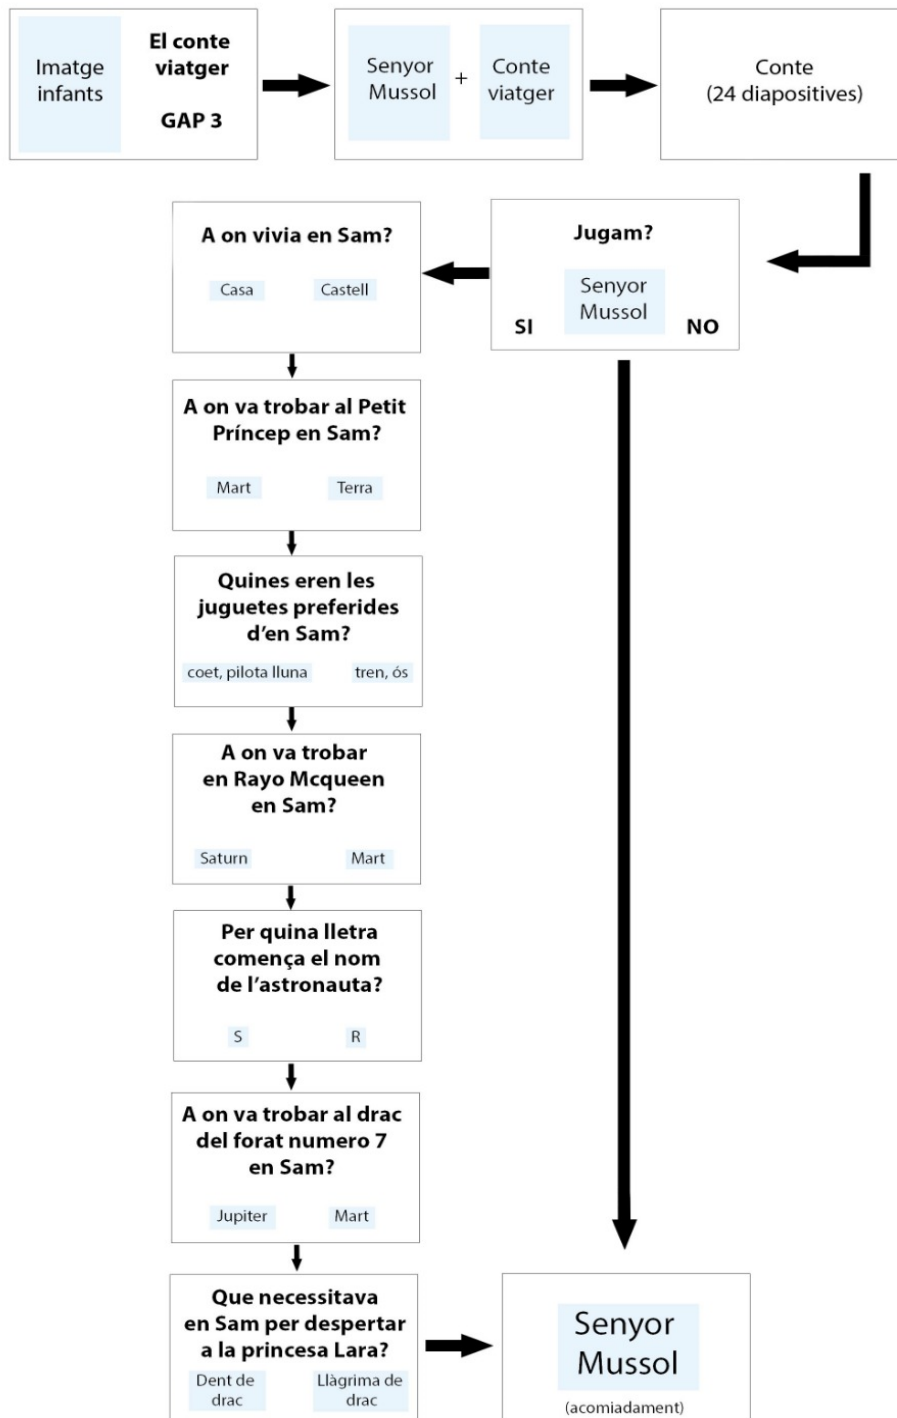 Imatge
infants
El conte
viatger
GAP 3
Senyor
Mussol
+
Conte
viatger
Conte
(24 diapositives)
Jugam?
Senyor
Mussol
SI
NO
A on vivia en Sam?
Casa
Castell
A on va trobar al Petit
Príncep en Sam?
Mart
Terra
Quines eren les
juguetes preferides
d'en Sam?
coet, pilota lluna
tren, ós
A on va trobar
en Rayo Mcqueen
en Sam?
Saturn
Mart
Per quina lletra
comença el nom
de l'astronauta?
S
R
A on va trobar al drac
del forat numero 7
en Sam?
Jupiter
Mart
Que necessitava
en Sam per despertar
a la princesa Lara?
Dent de
drac
Llàgrima de
drac
Senyor
Mussol
(acomiadament)